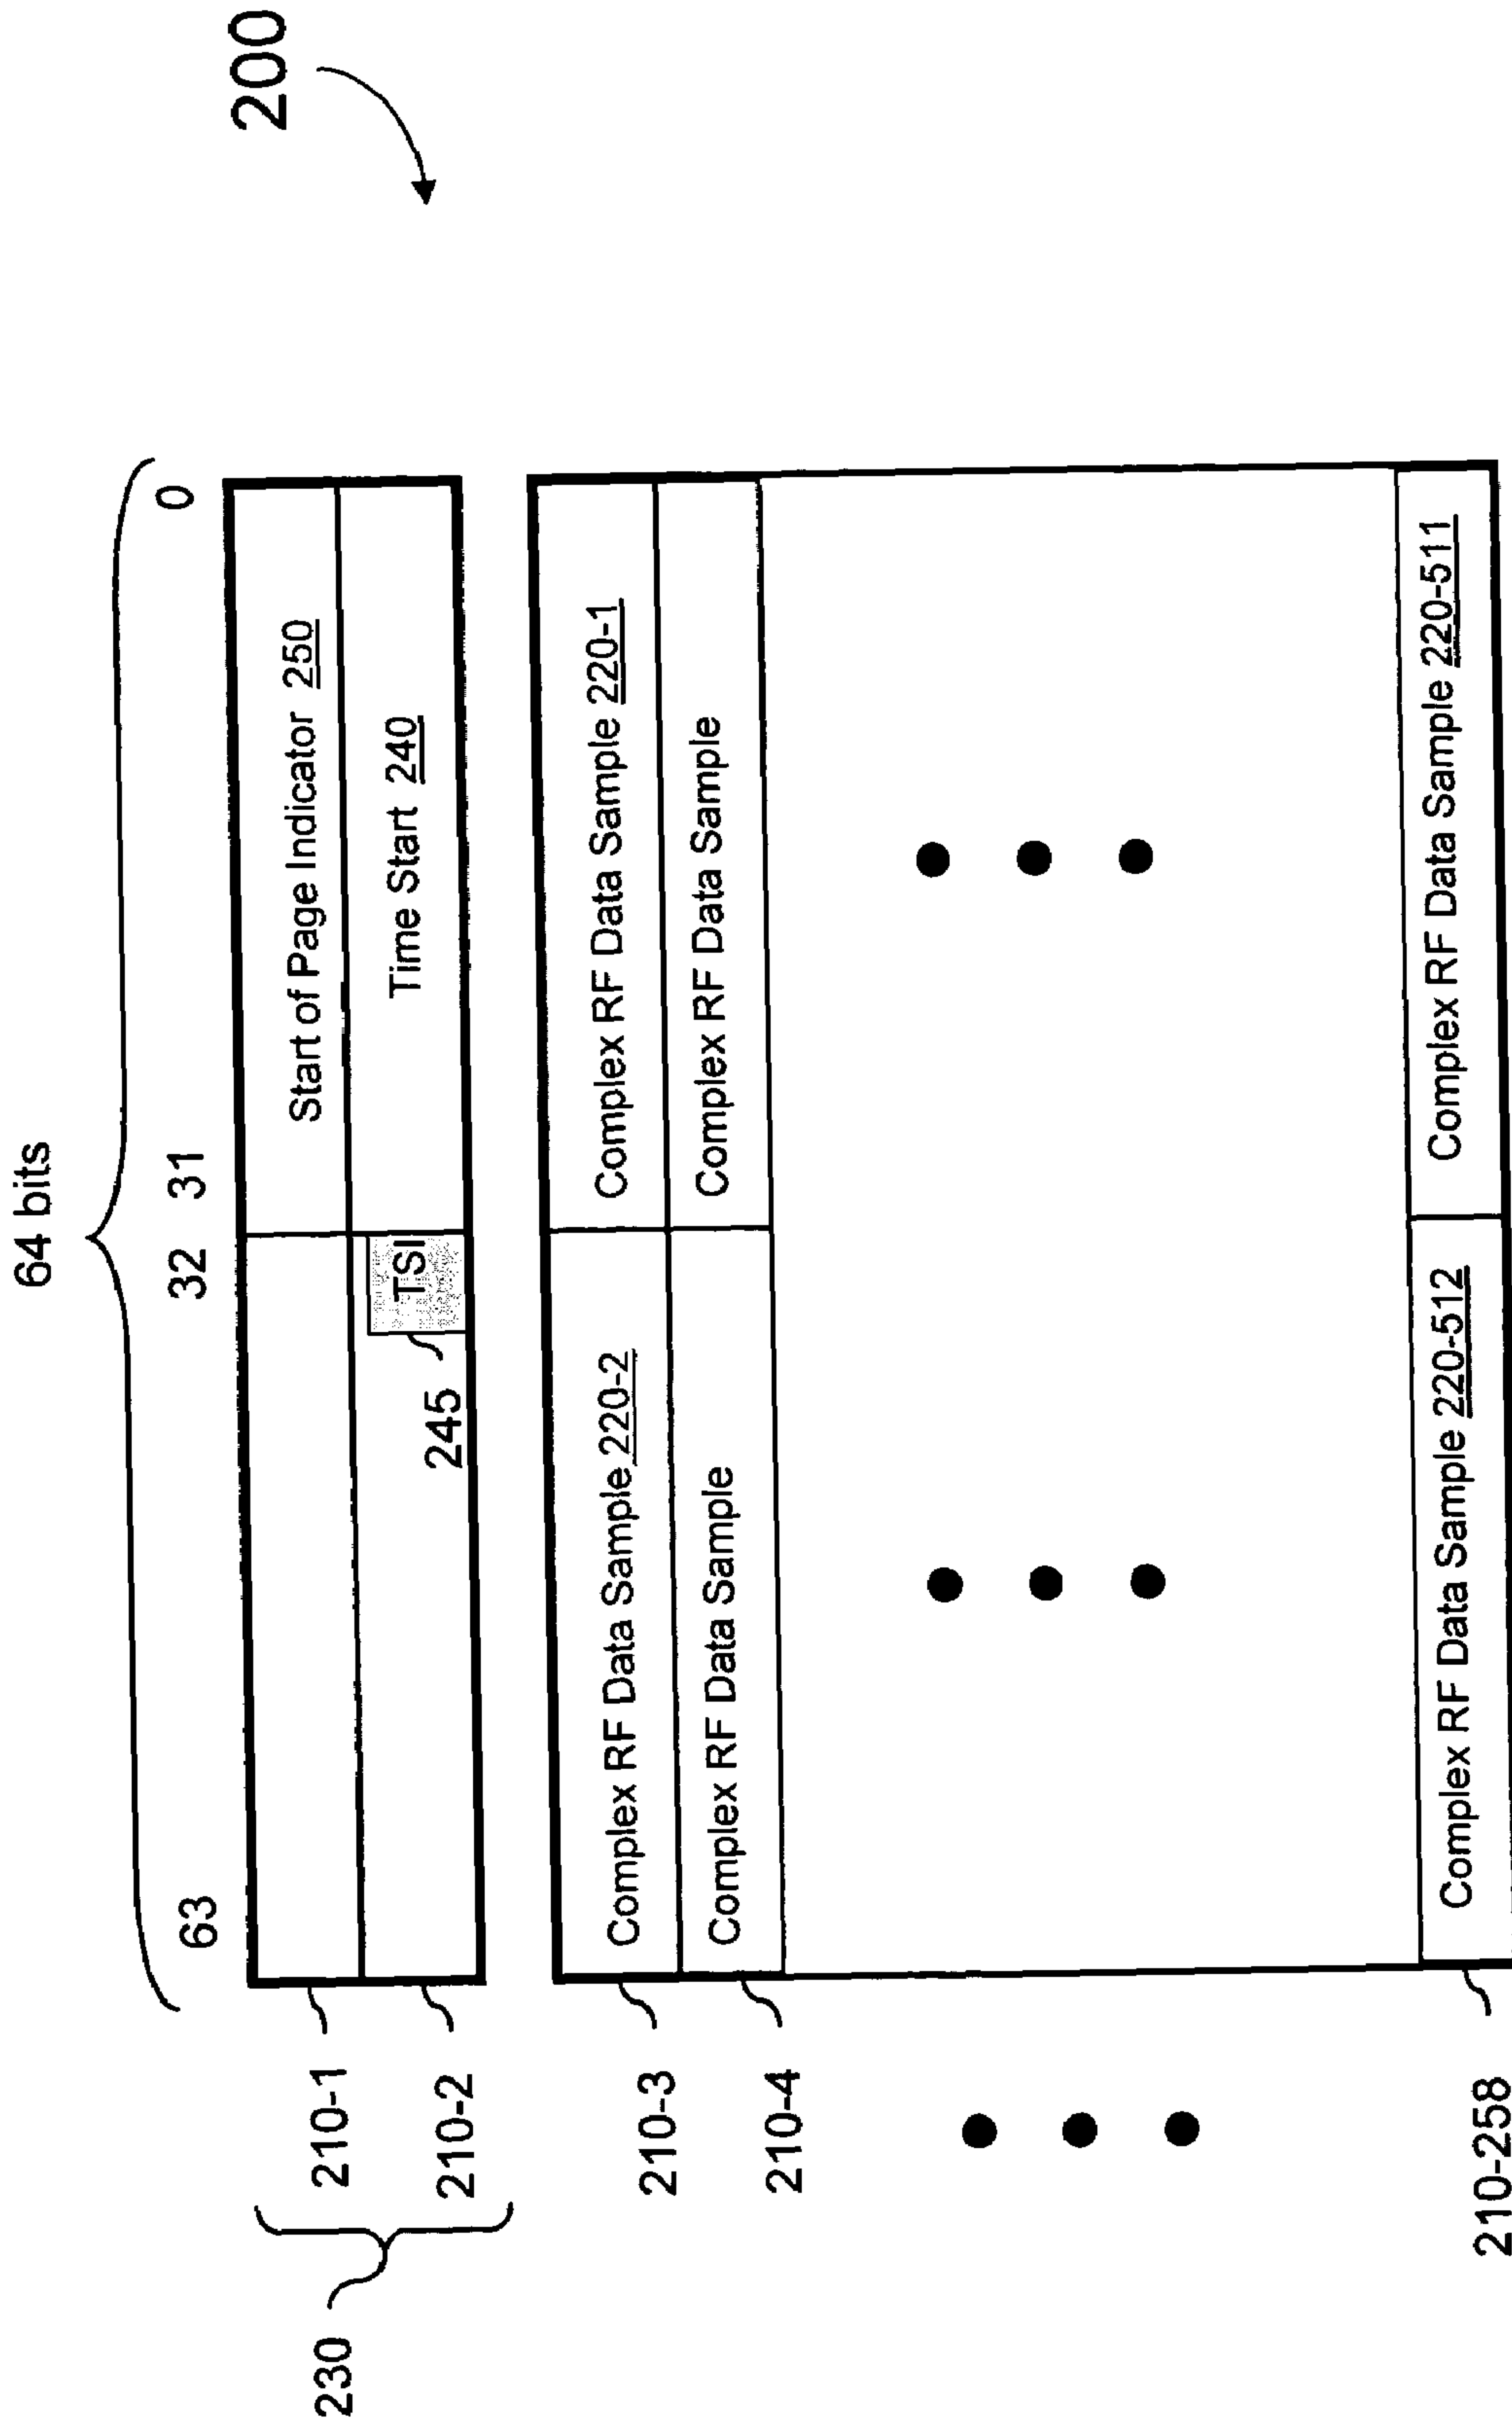 64 bits
200
63 32 31 0
230
210-1 Start of Page Indicator 250
210-2 TSI Time Start 240
245
210-3 Complex RF Data Sample 220-2 Complex RF Data Sample 220-1
210-4 Complex RF Data Sample Complex RF Data Sample
210-258 Complex RF Data Sample 220-512 Complex RF Data Sample 220-511